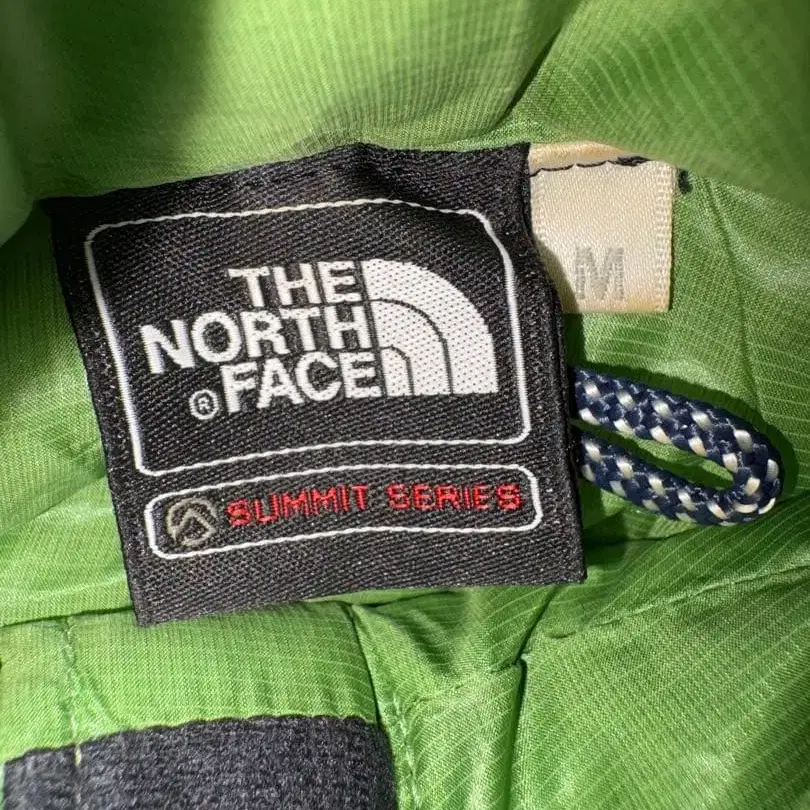 THE
NORTH
® FACE
SUMMIT SERIES
M